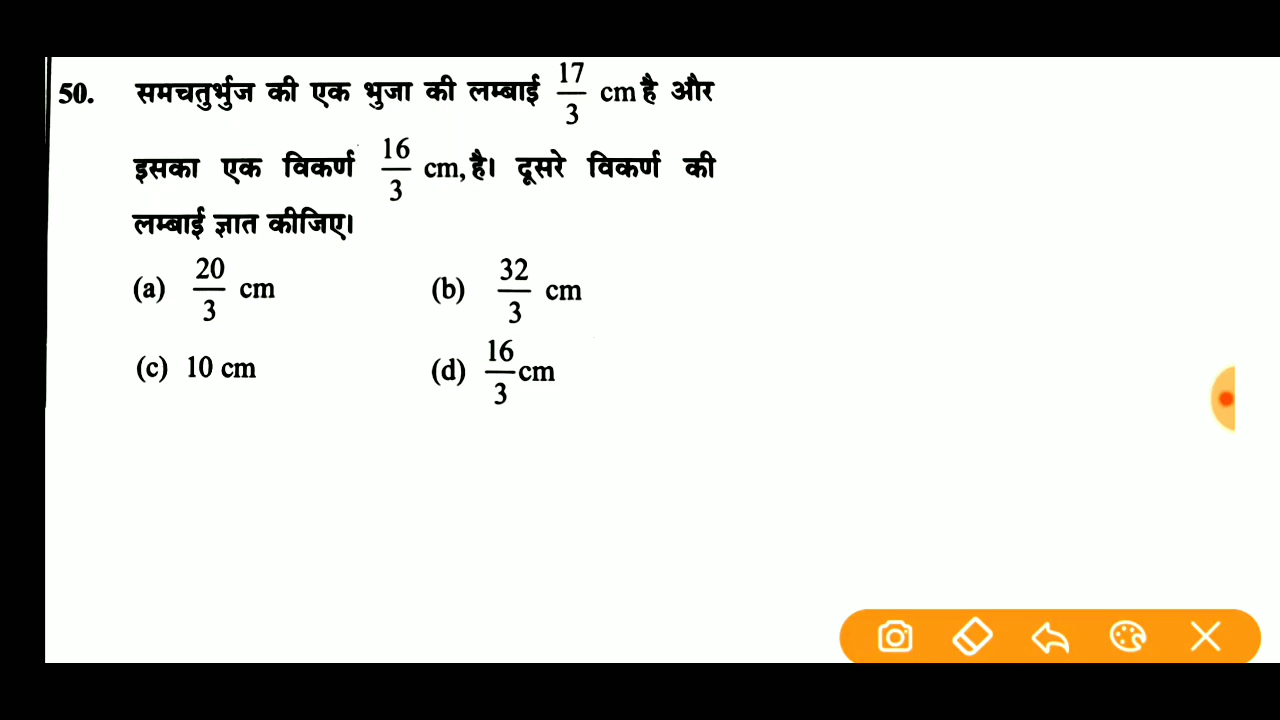 50. समचतुर्भुज की एक भुजा की लम्बाई 17/3 cm है और
इसका एक विकर्ण 16/3 cm, है। दूसरे विकर्ण की
लम्बाई ज्ञात कीजिए।
(a) 20/3 cm (b) 32/3 cm
(c) 10 cm (d) 16/3 cm